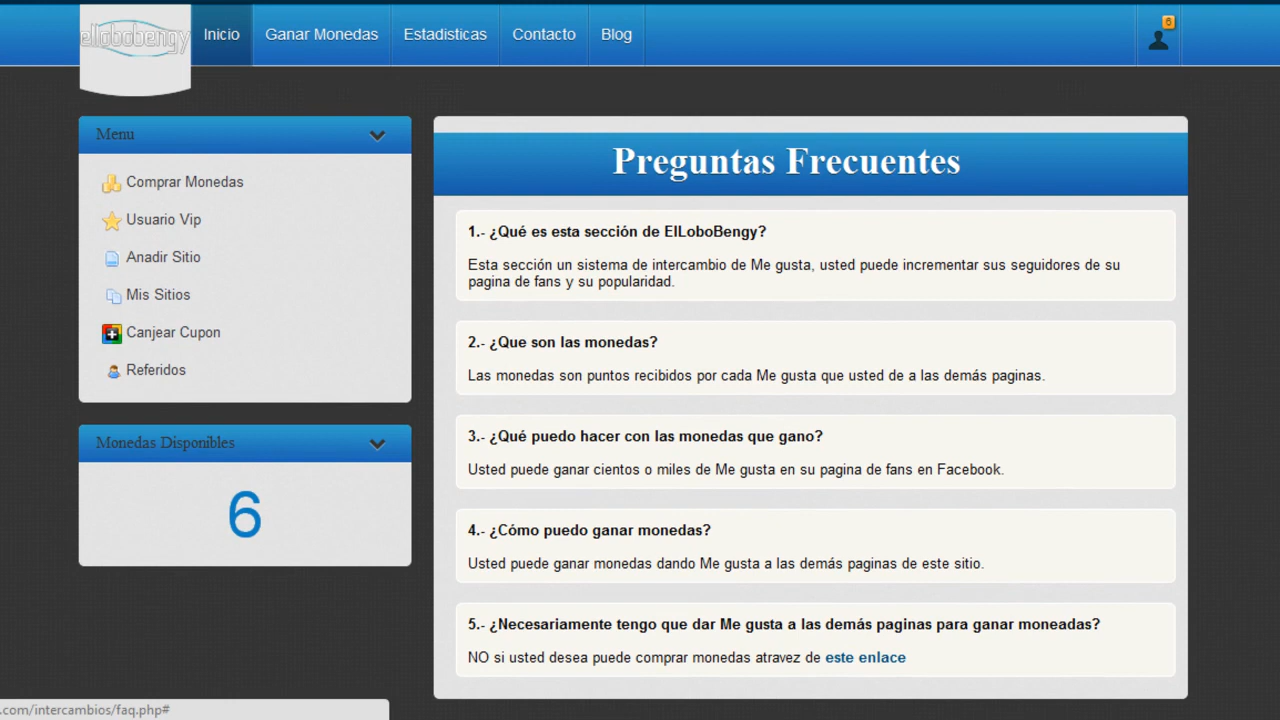 ellobobengy
Inicio
Ganar Monedas
Estadisticas
Contacto
Blog
6
Menu
Comprar Monedas
Usuario Vip
Anadir Sitio
Mis Sitios
Canjear Cupon
Referidos
Monedas Disponibles
6
Preguntas Frecuentes
1.- ¿Qué es esta sección de ElLoboBengy?
Esta sección un sistema de intercambio de Me gusta, usted puede incrementar sus seguidores de su
pagina de fans y su popularidad.
2.- ¿Que son las monedas?
Las monedas son puntos recibidos por cada Me gusta que usted de a las demás paginas.
3.- ¿Qué puedo hacer con las monedas que gano?
Usted puede ganar cientos o miles de Me gusta en su pagina de fans en Facebook.
4.- ¿Cómo puedo ganar monedas?
Usted puede ganar monedas dando Me gusta a las demás paginas de este sitio.
5.- ¿Necesariamente tengo que dar Me gusta a las demás paginas para ganar moneadas?
NO si usted desea puede comprar monedas atravez de este enlace
.com/intercambios/faq.php#